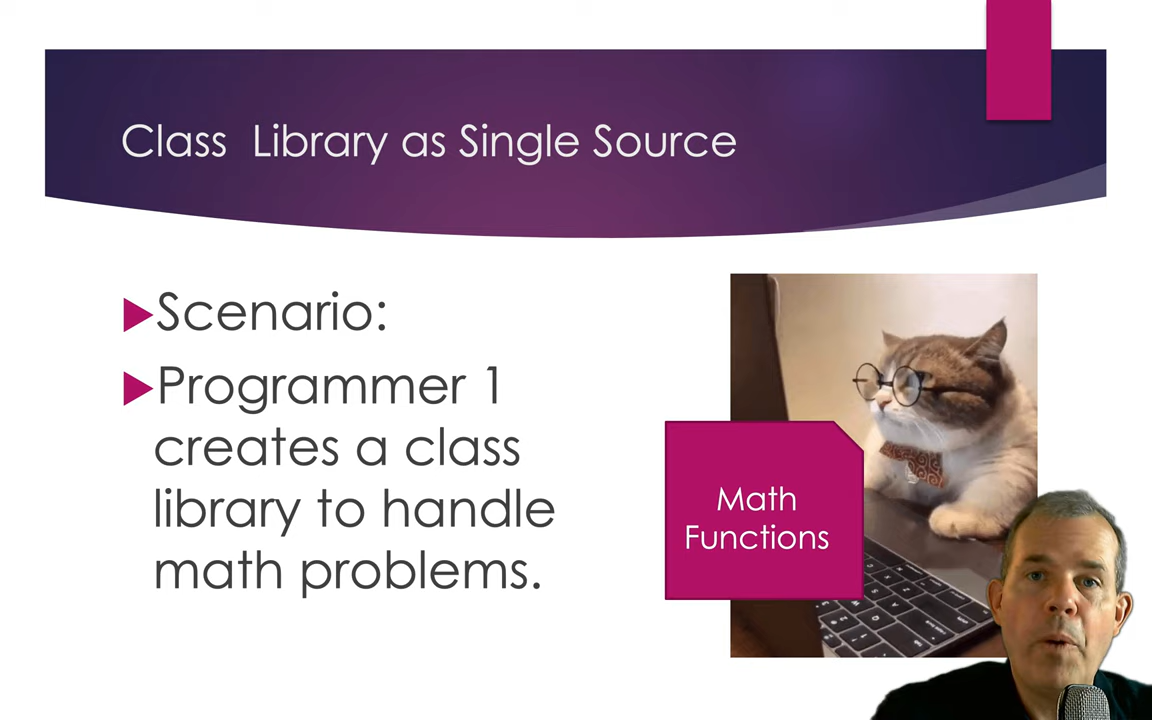 Class  Library as Single Source
Scenario:
Programmer 1
creates a class
library to handle
math problems.
Math
Functions